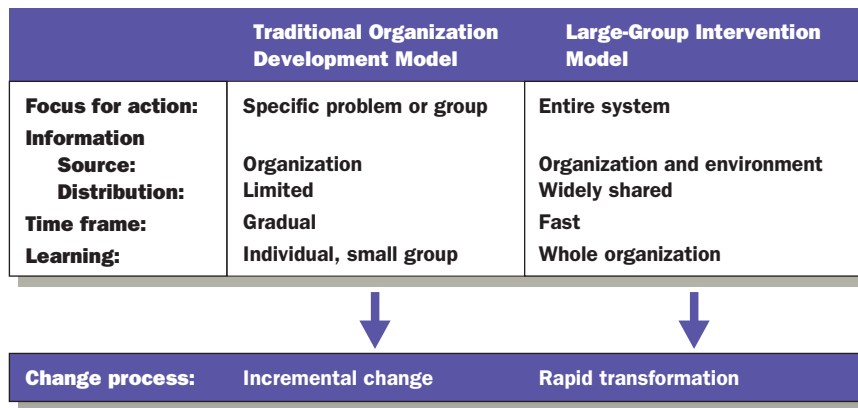 Traditional Organization Development Model
Large-Group Intervention Model
Focus for action: Specific problem or group Entire system
Information
Source: Organization Organization and environment
Distribution: Limited Widely shared
Time frame: Gradual Fast
Learning: Individual, small group Whole organization
Change process: Incremental change Rapid transformation